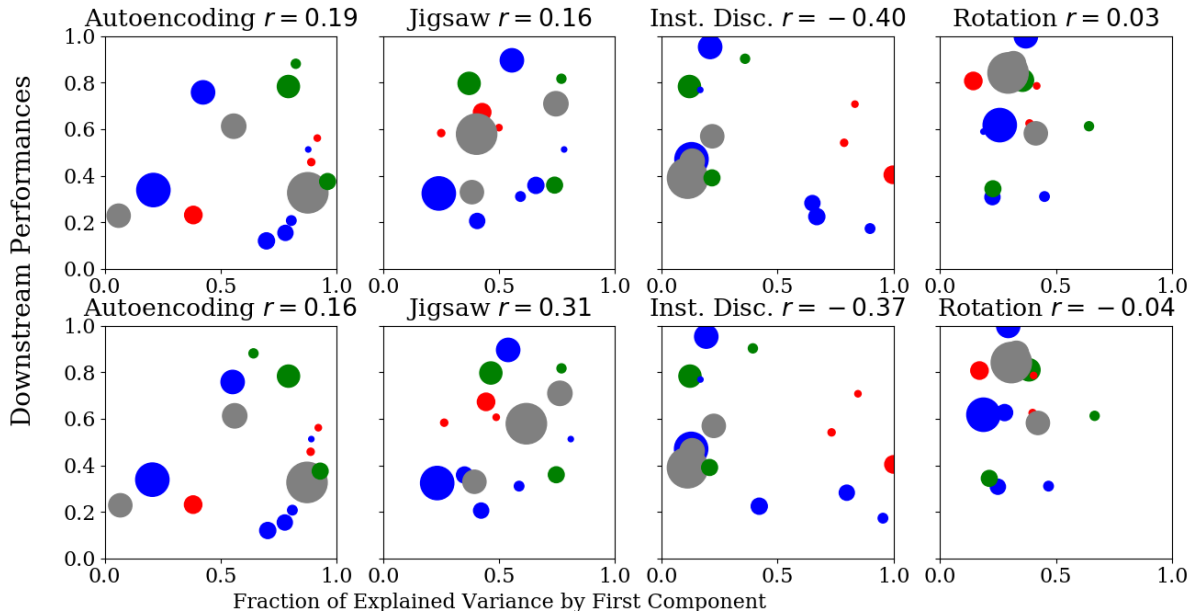 Autoencoding r = 0.19
Jigsaw r = 0.16
Inst. Disc. r = −0.40
Rotation r = 0.03
1.0
0.8
0.6
0.4
0.2
0.0
0.0 0.5 1.0
0.0 0.5 1.0
0.0 0.5 1.0
0.0 0.5 1.0
Downstream Performances
Autoencoding r = 0.16
Jigsaw r = 0.31
Inst. Disc. r = −0.37
Rotation r = −0.04
1.0
0.8
0.6
0.4
0.2
0.0
0.0 0.5 1.0
0.0 0.5 1.0
0.0 0.5 1.0
0.0 0.5 1.0
Fraction of Explained Variance by First Component